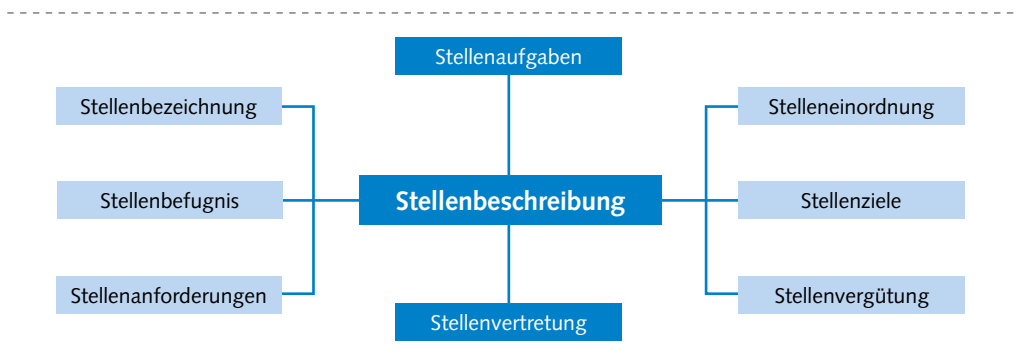 Stellenaufgaben
Stellenbezeichnung
Stelleneinordnung
Stellenbefugnis
Stellenbeschreibung
Stellenziele
Stellenanforderungen
Stellenvergütung
Stellenvertretung